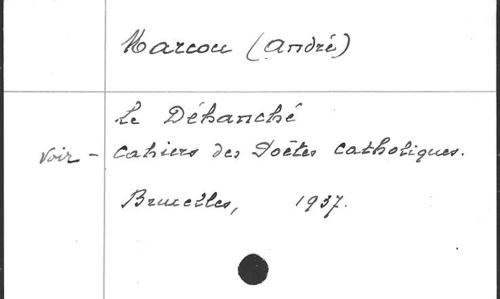 Marcou (André)
Le Déhanché
voir - Cahiers des Poètes catholiques.
Bruxelles, 1937.